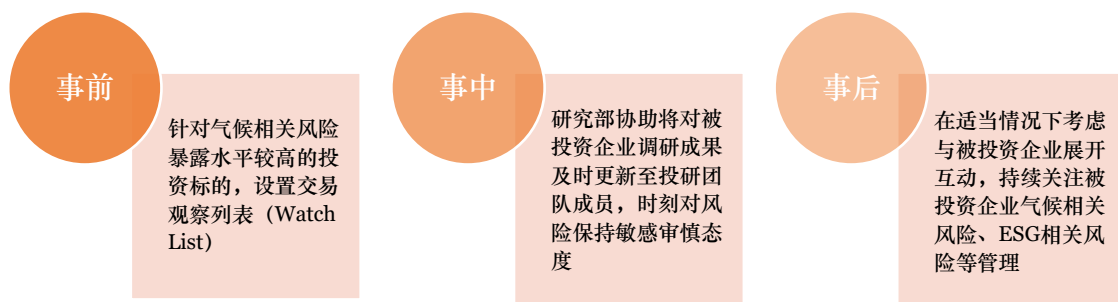 事前
针对气候相关风险
暴露水平较高的投
资标的，设置交易
观察列表（Watch
List）
事中
研究部协助将对被
投资企业调研成果
及时更新至投研团
队成员，时刻对风
险保持敏感审慎态
度
事后
在适当情况下考虑
与被投资企业展开
互动，持续关注被
投资企业气候相关
风险、ESG相关风
险等管理